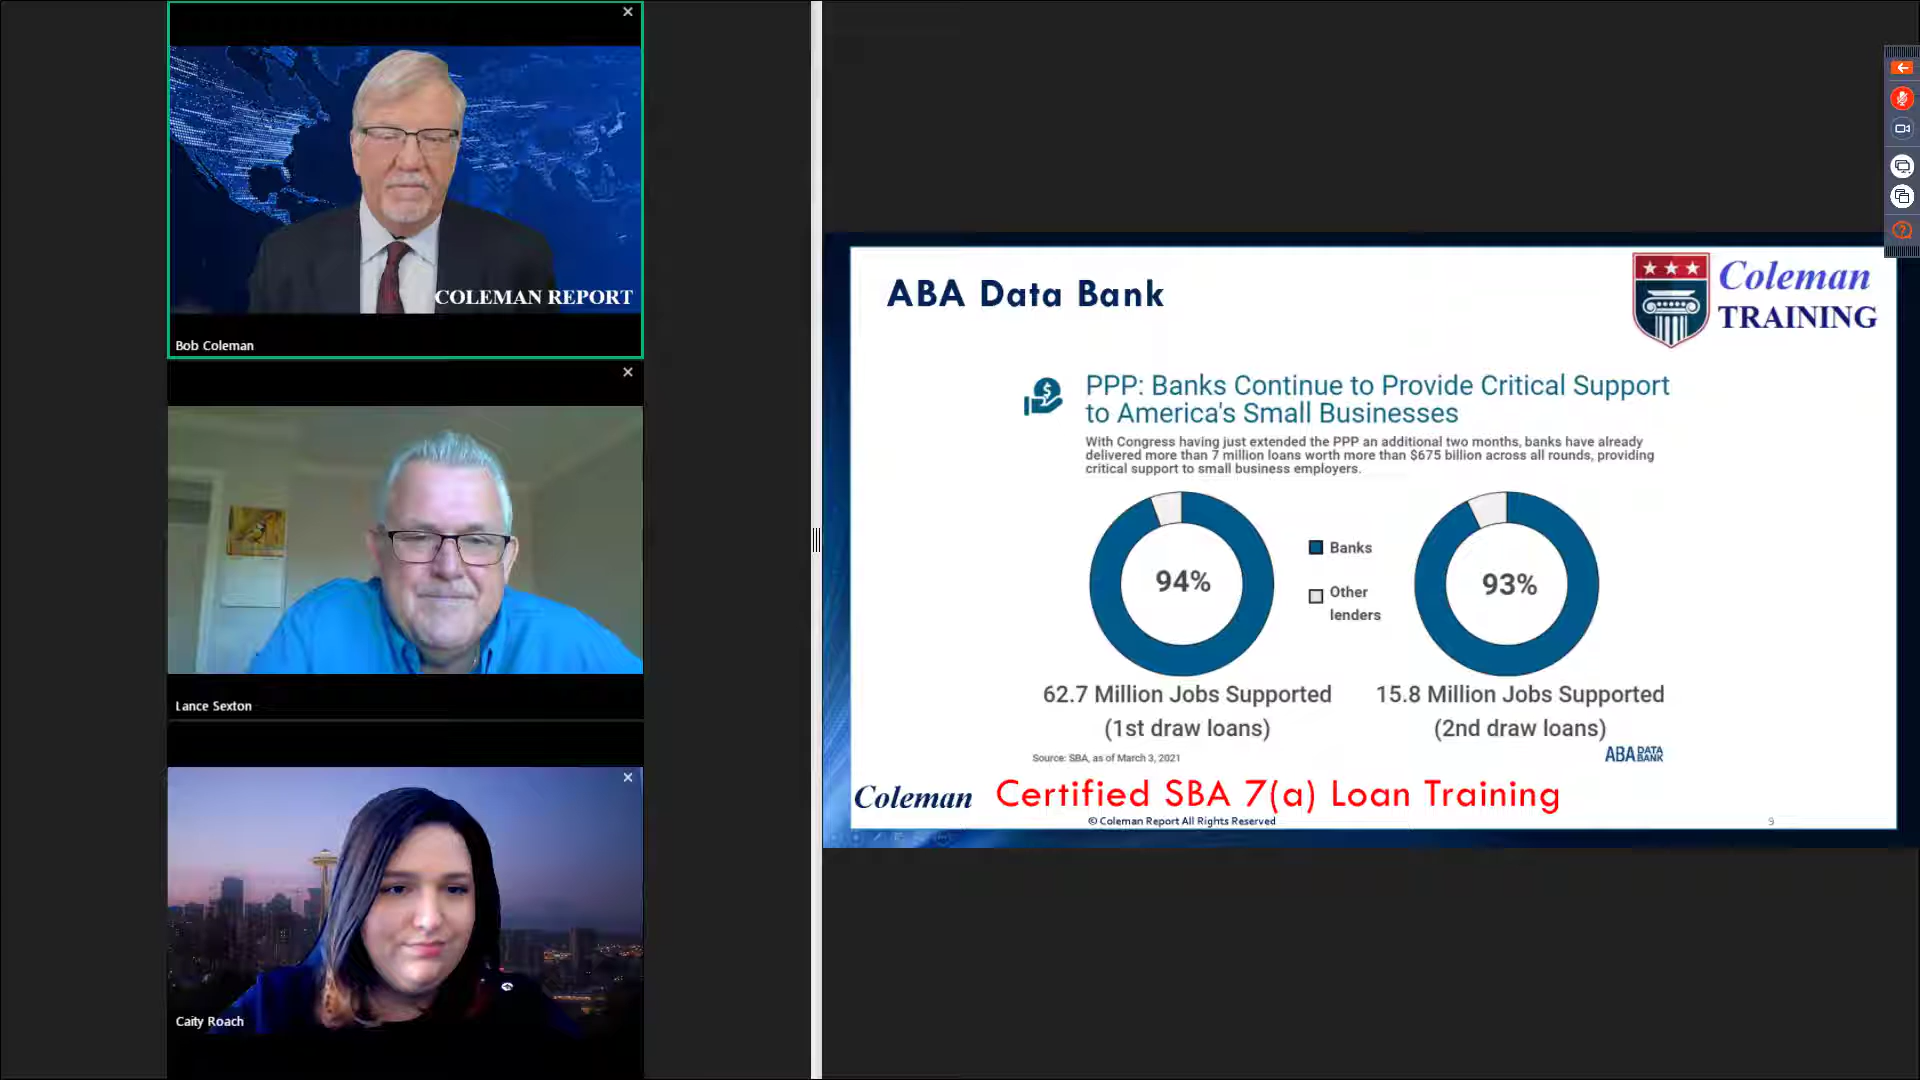 COLEMAN REPORT
Bob Coleman
Lance Sexton
Caity Roach
ABA Data Bank
Coleman
TRAINING
PPP: Banks Continue to Provide Critical Support
to America's Small Businesses
With Congress having just extended the PPP an additional two months, banks have already
delivered more than 7 million loans worth more than $675 billion across all rounds, providing
critical support to small business employers.
94%
Banks
Other
lenders
93%
62.7 Million Jobs Supported
(1st draw loans)
15.8 Million Jobs Supported
(2nd draw loans)
Source: SBA, as of March 3, 2021
ABA DATA
BANK
Coleman
Certified SBA 7(a) Loan Training
© Coleman Report All Rights Reserved
9